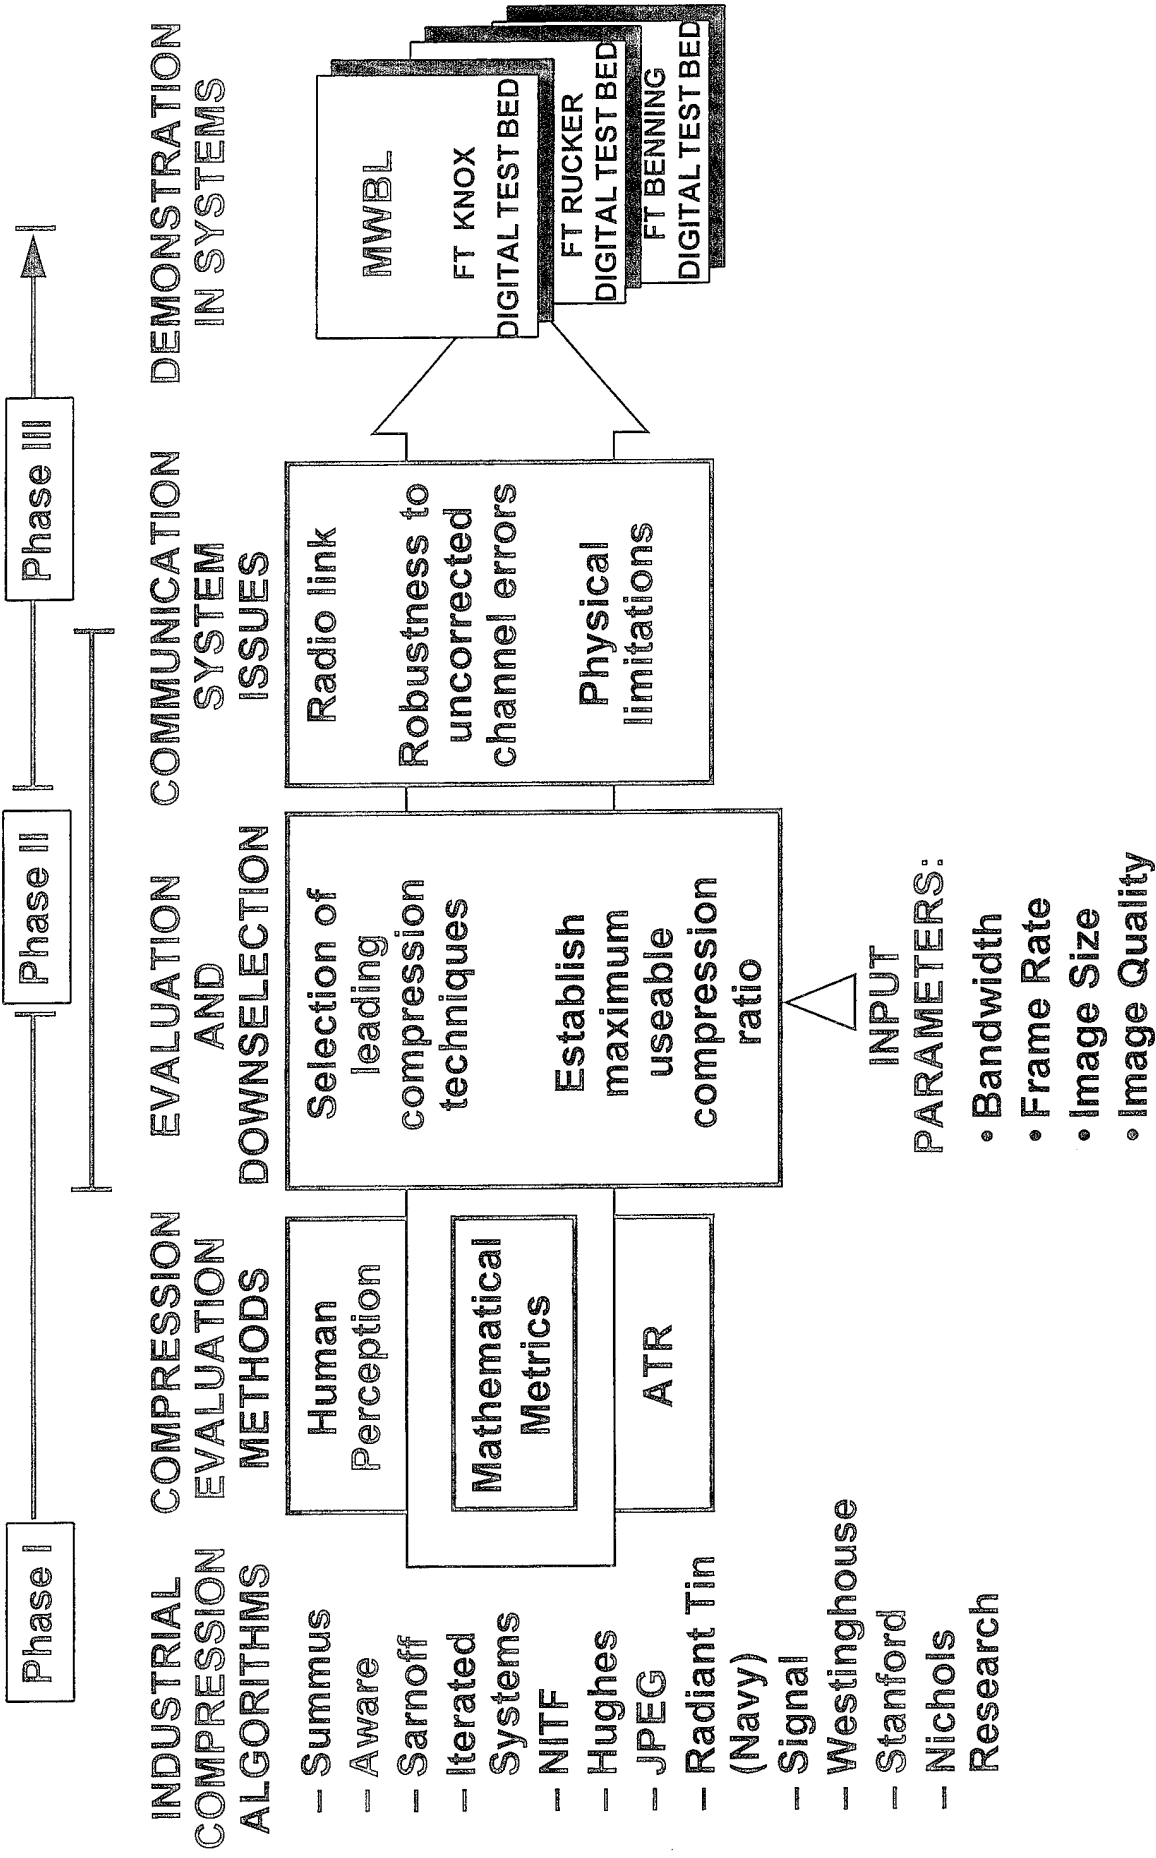 Phase I
Phase II
Phase III
INDUSTRIAL
COMPRESSION
ALGORITHMS
– Summus
– Aware
– Sarnoff
– Iterated
Systems
– NITF
– Hughes
– JPEG
– Radiant Tin
(Navy)
– Signal
– Westinghouse
– Stanford
– Nichols
Research
COMPRESSION
EVALUATION
METHODS
Human
Perception
Mathematical
Metrics
ATR
EVALUATION
AND
DOWNSELECTION
Selection of
leading
compression
techniques
Establish
maximum
useable
compression
ratio
INPUT
PARAMETERS:
• Bandwidth
• Frame Rate
• Image Size
• Image Quality
COMMUNICATION
SYSTEM
ISSUES
Radio link
Robustness to
uncorrected
channel errors
Physical
limitations
DEMONSTRATION
IN SYSTEMS
MWBL
FT KNOX
DIGITAL TEST BED
FT RUCKER
DIGITAL TEST BED
FT BENNING
DIGITAL TEST BED